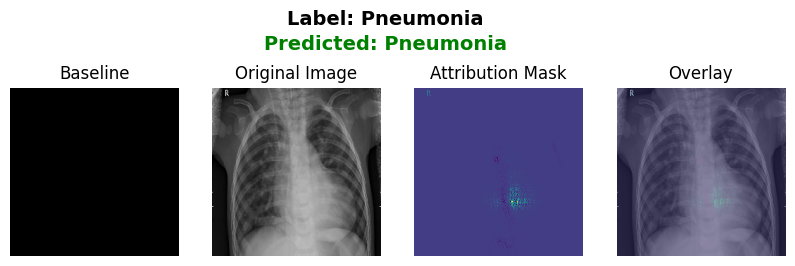 Label: Pneumonia
Predicted: Pneumonia
Baseline
Original Image
Attribution Mask
Overlay
R
R